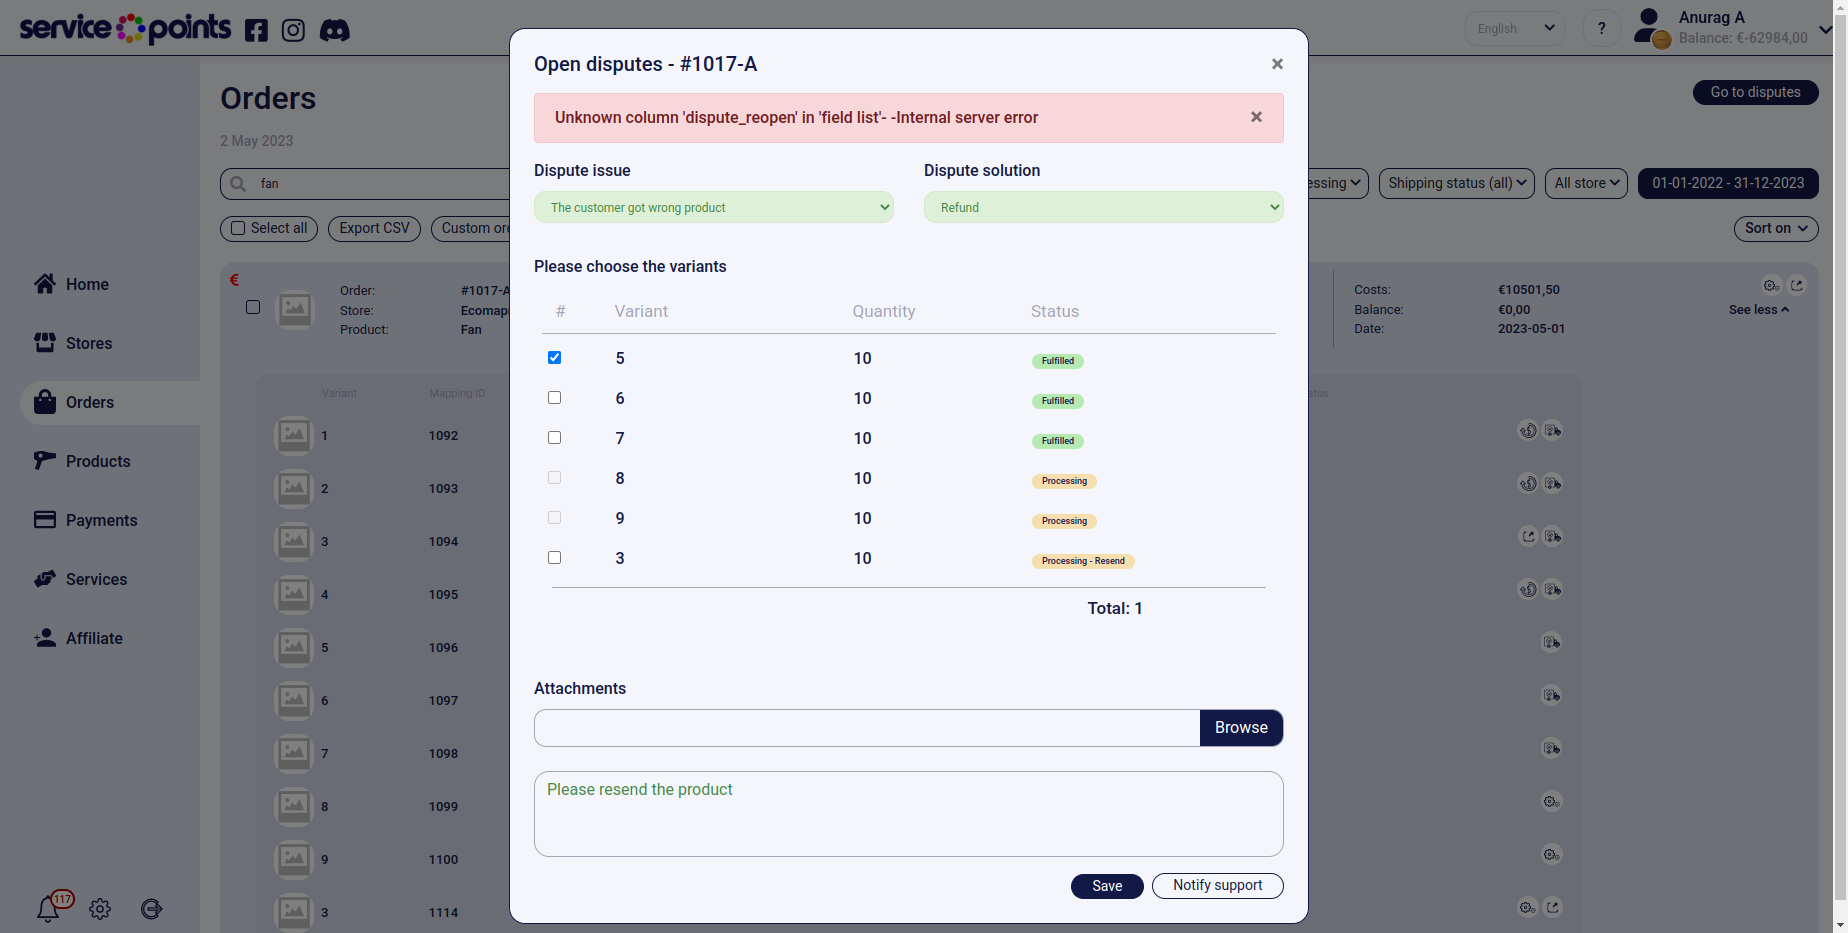 service points
English
?
Anurag A
Balance: €-62984,00
Orders
Go to disputes
2 May 2023
fan
essing
Shipping status (all)
All store
01-01-2022 - 31-12-2023
Select all
Export CSV
Custom or
Sort on
Home
Stores
Orders
Products
Payments
Services
Affiliate
117
€
Order: #1017-A
Store: Ecomap
Product: Fan
Costs: €10501,50
Balance: €0,00
Date: 2023-05-01
See less
Variant Mapping ID atus
1 1092
2 1093
3 1094
4 1095
5 1096
6 1097
7 1098
8 1099
9 1100
3 1114
Open disputes - #1017-A
×
Unknown column 'dispute_reopen' in 'field list'- -Internal server error
×
Dispute issue Dispute solution
The customer got wrong product Refund
Please choose the variants
# Variant Quantity Status
5 10 Fulfilled
6 10 Fulfilled
7 10 Fulfilled
8 10 Processing
9 10 Processing
3 10 Processing - Resend
Total: 1
Attachments
Browse
Please resend the product
Save Notify support